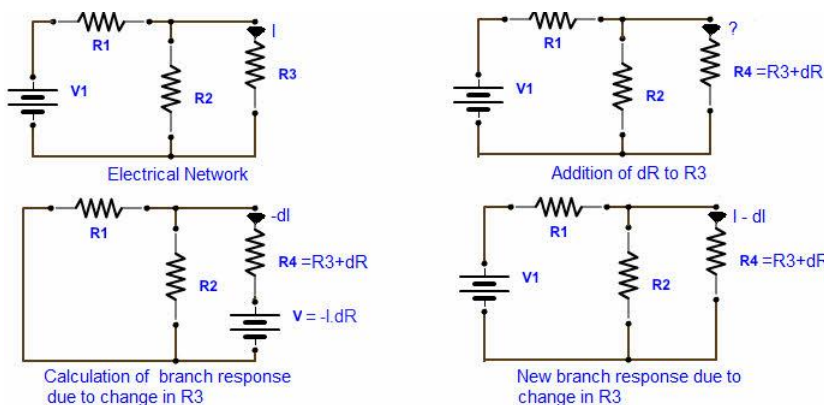 R1
I
V1
R2
R3
Electrical Network
R1
?
V1
R2
R4 =R3+dR
Addition of dR to R3
R1
-dI
R2
R4 =R3+dR
V = -I.dR
Calculation of branch response
due to change in R3
R1
I - dI
V1
R2
R4 =R3+dR
New branch response due to
change in R3